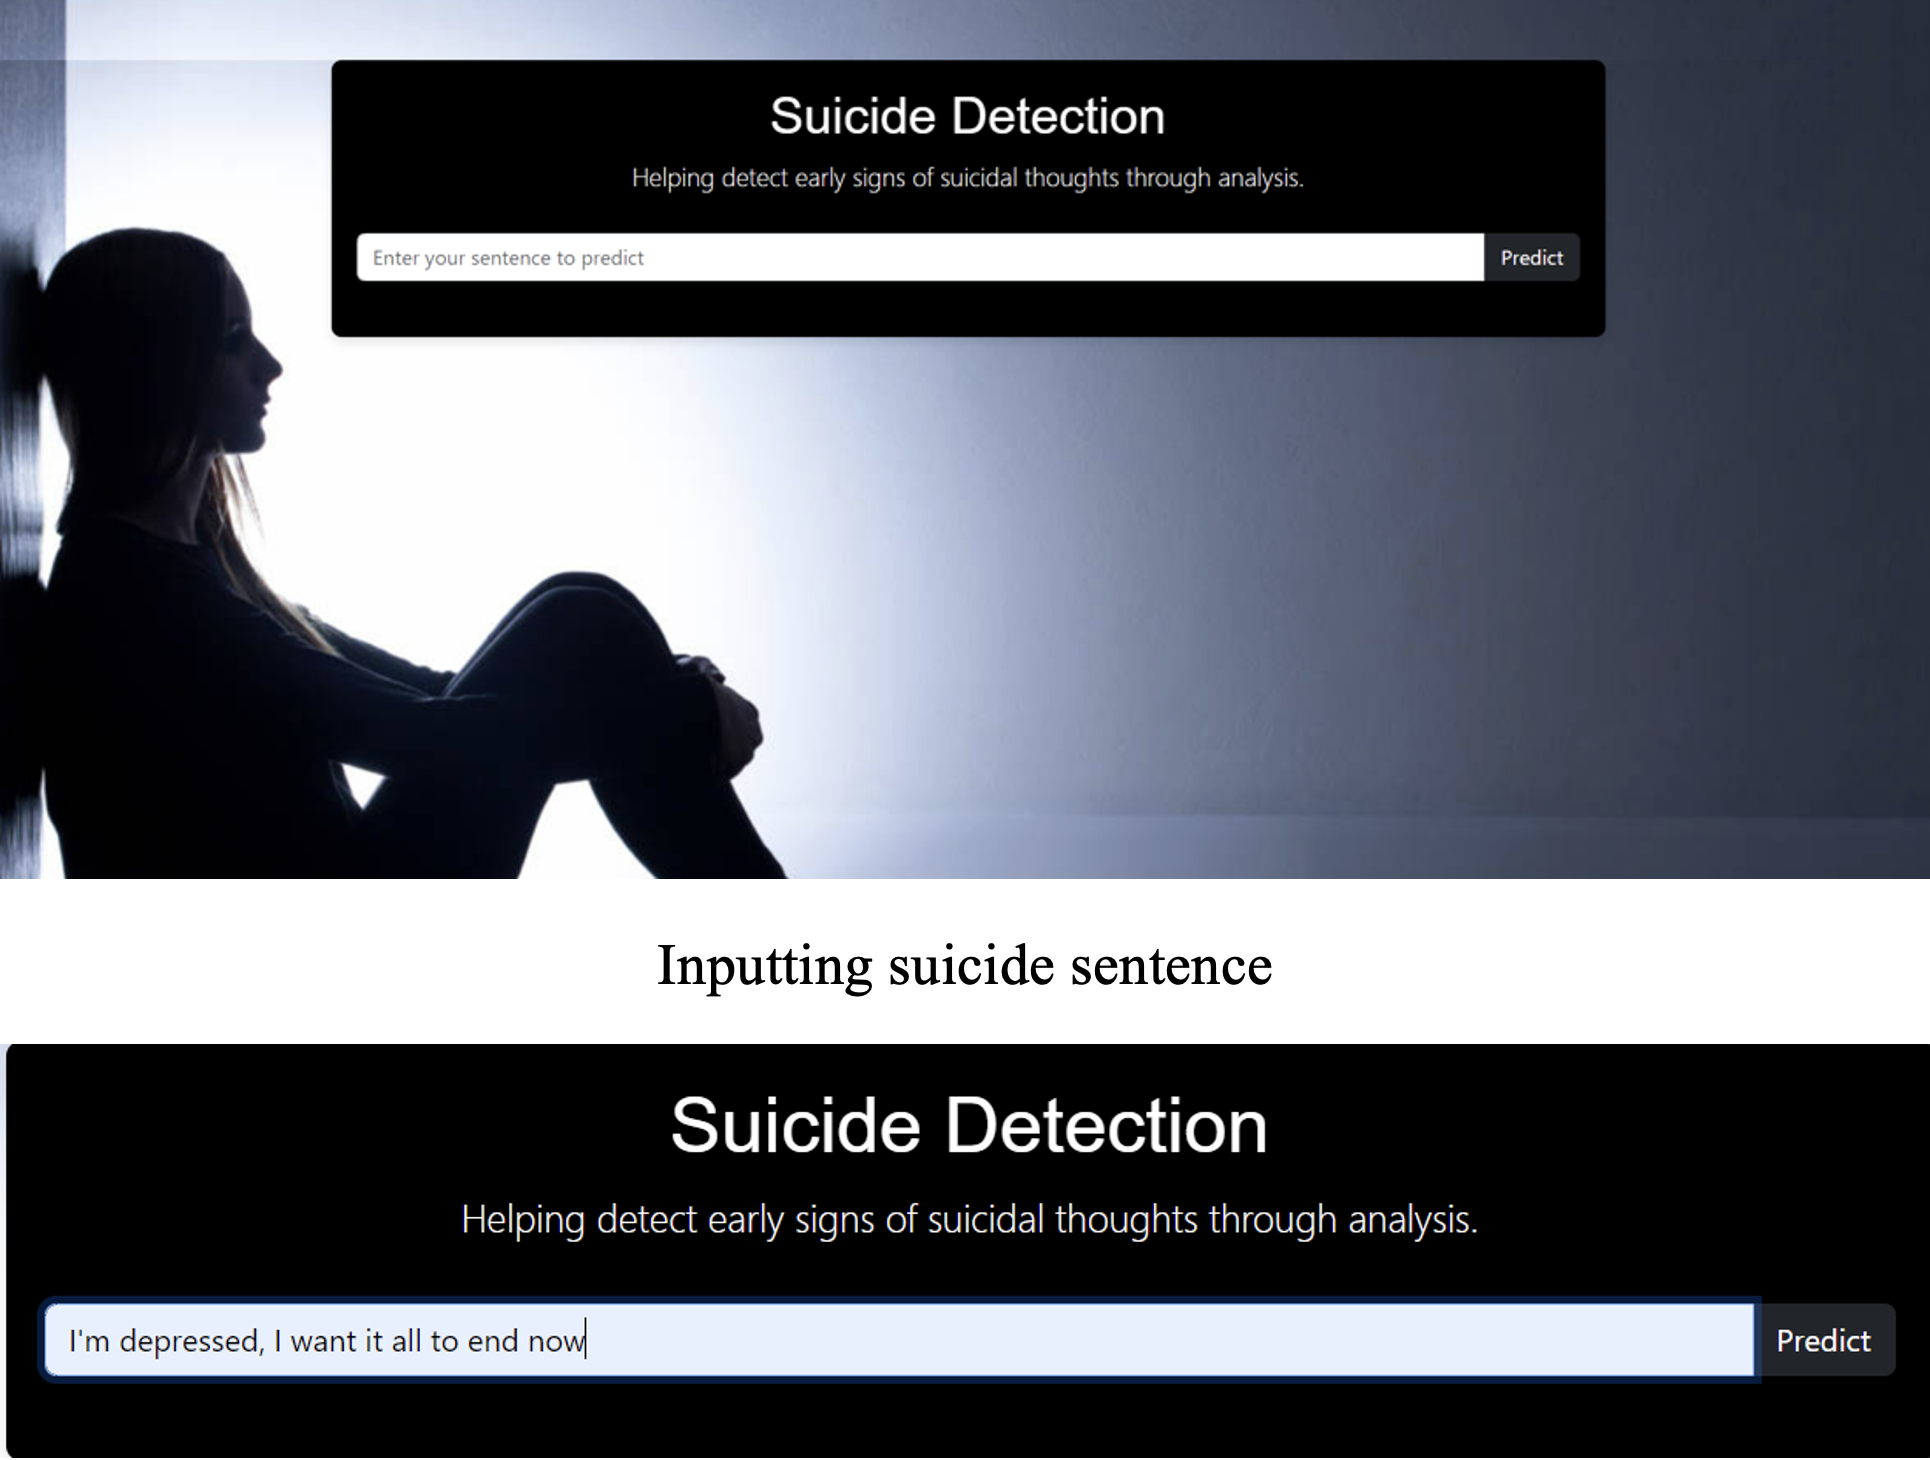 Suicide Detection
Helping detect early signs of suicidal thoughts through analysis.
Enter your sentence to predict Predict
Inputting suicide sentence
Suicide Detection
Helping detect early signs of suicidal thoughts through analysis.
I'm depressed, I want it all to end now Predict